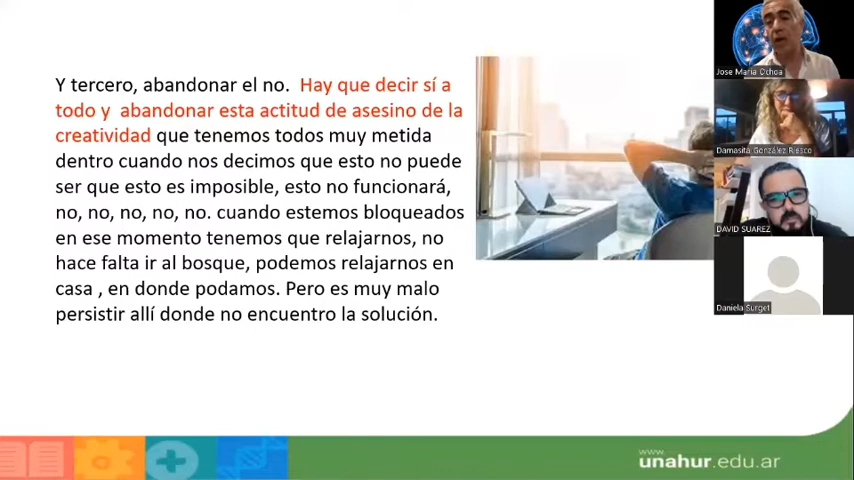 Y tercero, abandonar el no. Hay que decir sí a
todo y abandonar esta actitud de asesino de la
creatividad que tenemos todos muy metida
dentro cuando nos decimos que esto no puede
ser que esto es imposible, esto no funcionará,
no, no, no, no, no. cuando estemos bloqueados
en ese momento tenemos que relajarnos, no
hace falta ir al bosque, podemos relajarnos en
casa , en donde podamos. Pero es muy malo
persistir allí donde no encuentro la solución.
Jose Maria Ochoa
Damasita González Riesco
DAVID SUAREZ
Daniela Surget
www.
unahur.edu.ar